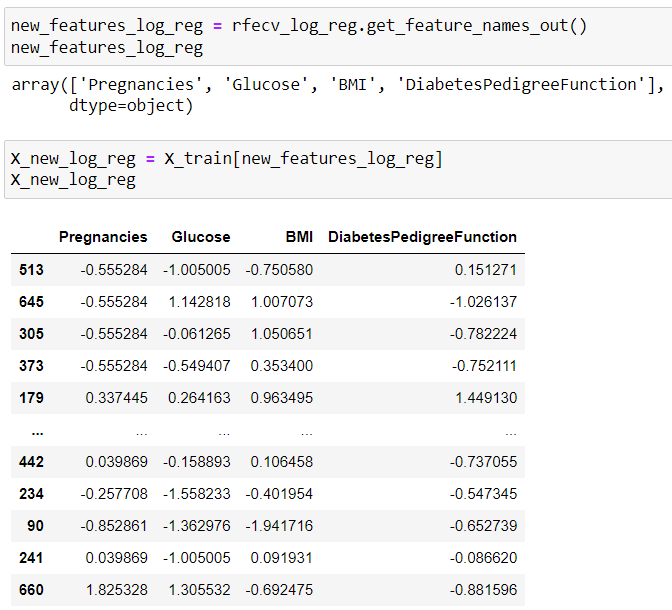 new_features_log_reg = rfecv_log_reg.get_feature_names_out()
new_features_log_reg
array(['Pregnancies', 'Glucose', 'BMI', 'DiabetesPedigreeFunction'],
dtype=object)
X_new_log_reg = X_train[new_features_log_reg]
X_new_log_reg
Pregnancies Glucose BMI DiabetesPedigreeFunction
513 -0.555284 -1.005005 -0.750580 0.151271
645 -0.555284 1.142818 1.007073 -1.026137
305 -0.555284 -0.061265 1.050651 -0.782224
373 -0.555284 -0.549407 0.353400 -0.752111
179 0.337445 0.264163 0.963495 1.449130
... ... ... ... ...
442 0.039869 -0.158893 0.106458 -0.737055
234 -0.257708 -1.558233 -0.401954 -0.547345
90 -0.852861 -1.362976 -1.941716 -0.652739
241 0.039869 -1.005005 0.091931 -0.086620
660 1.825328 1.305532 -0.692475 -0.881596